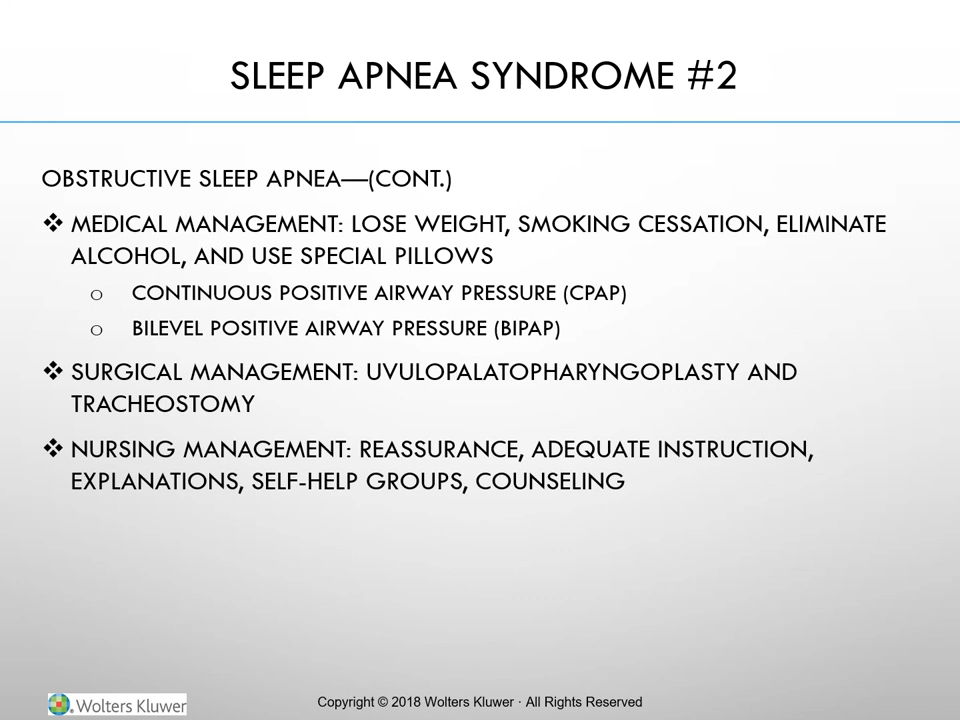 SLEEP APNEA SYNDROME #2
OBSTRUCTIVE SLEEP APNEA—(CONT.)
❖ MEDICAL MANAGEMENT: LOSE WEIGHT, SMOKING CESSATION, ELIMINATE
ALCOHOL, AND USE SPECIAL PILLOWS
o CONTINUOUS POSITIVE AIRWAY PRESSURE (CPAP)
o BILEVEL POSITIVE AIRWAY PRESSURE (BIPAP)
❖ SURGICAL MANAGEMENT: UVULOPALATOPHARYNGOPLASTY AND
TRACHEOSTOMY
❖ NURSING MANAGEMENT: REASSURANCE, ADEQUATE INSTRUCTION,
EXPLANATIONS, SELF-HELP GROUPS, COUNSELING
Wolters Kluwer
Copyright © 2018 Wolters Kluwer · All Rights Reserved